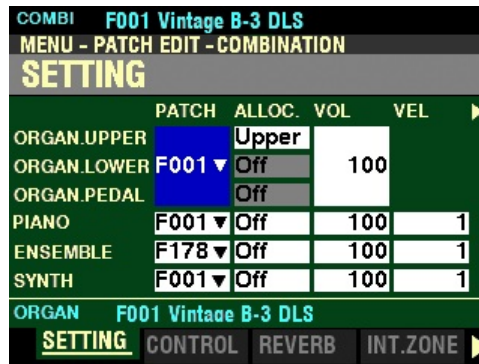 COMBI F001 Vintage B-3 DLS
MENU - PATCH EDIT - COMBINATION
SETTING
PATCH ALLOC. VOL VEL
ORGAN.UPPER Upper
ORGAN.LOWER F001 ▼ Off 100
ORGAN.PEDAL Off
PIANO F001 ▼ Off 100 1
ENSEMBLE F178 ▼ Off 100 1
SYNTH F001 ▼ Off 100 1
ORGAN F001 Vintage B-3 DLS
SETTING CONTROL REVERB INT.ZONE